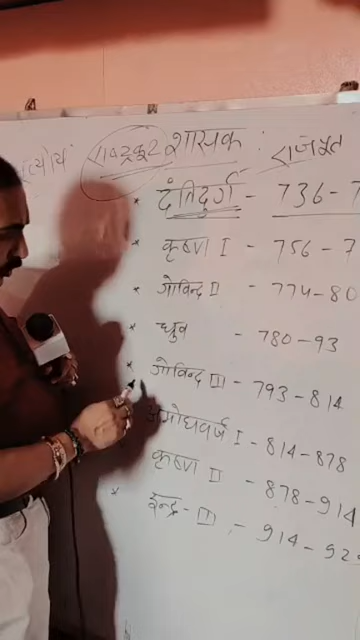 राष्ट्रकूट शासक : राजपूत
* दंतिदुर्ग - 736-7
* कृष्ण I - 756-7
* गोविन्द II - 774-80
* ध्रुव - 780-93
* गोविन्द III - 793-814
अमोघवर्ष I - 814-878
कृष्ण II - 878-914
* इन्द्र - III - 914-92